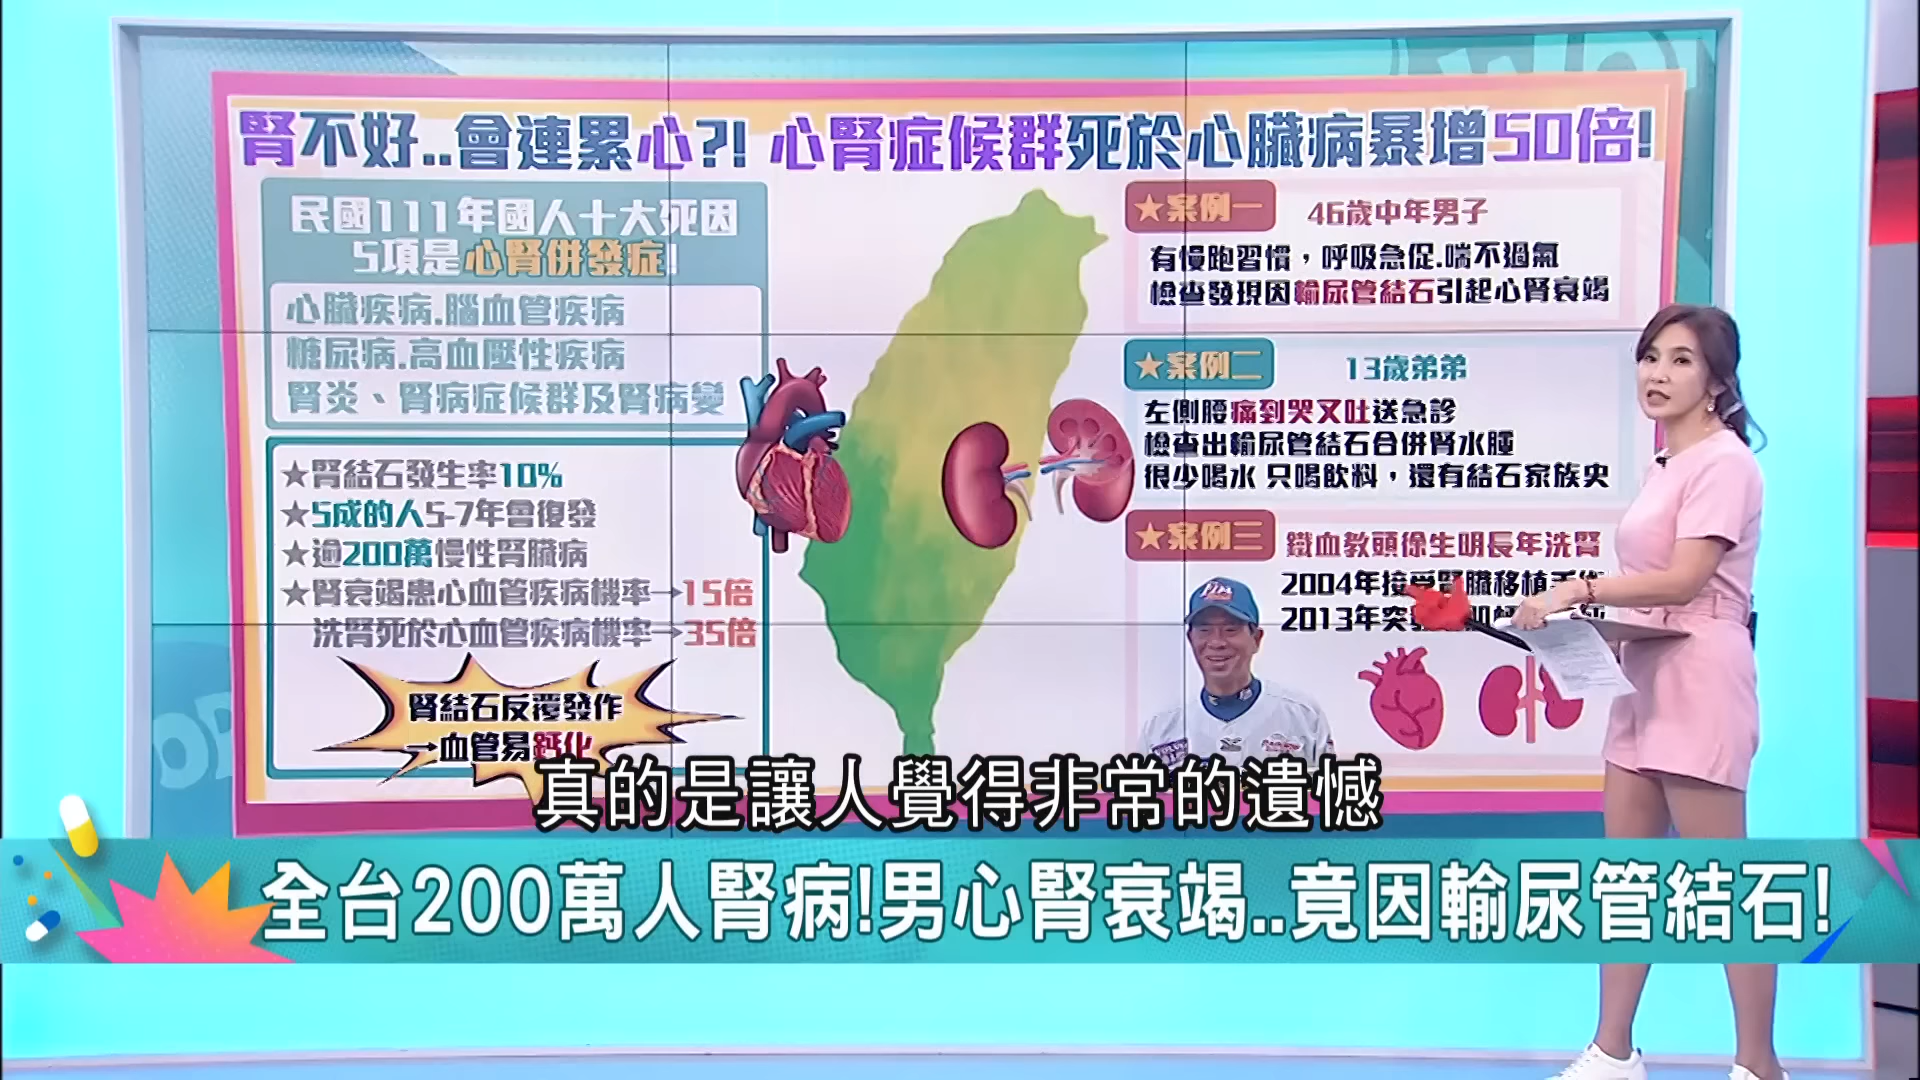 腎不好..會連累心?! 心腎症候群死於心臟病暴增50倍!
民國111年國人十大死因
5項是心腎併發症!
心臟疾病.腦血管疾病
糖尿病.高血壓性疾病
腎炎、腎病症候群及腎病變
★腎結石發生率10%
★5成的人5-7年會復發
★逾200萬慢性腎臟病
★腎衰竭患心血管疾病機率→15倍
洗腎死於心血管疾病機率→35倍
腎結石反覆發作
→血管易鈣化
★案例一 46歲中年男子
有慢跑習慣，呼吸急促.喘不過氣
檢查發現因輸尿管結石引起心腎衰竭
★案例二 13歲弟弟
左側腰痛到哭又吐送急診
檢查出輸尿管結石合併腎水腫
很少喝水 只喝飲料，還有結石家族史
★案例三 鐵血教頭徐生明長年洗腎
2004年接受腎臟移植手術
2013年突發
真的是讓人覺得非常的遺憾
全台200萬人腎病!男心腎衰竭..竟因輸尿管結石!